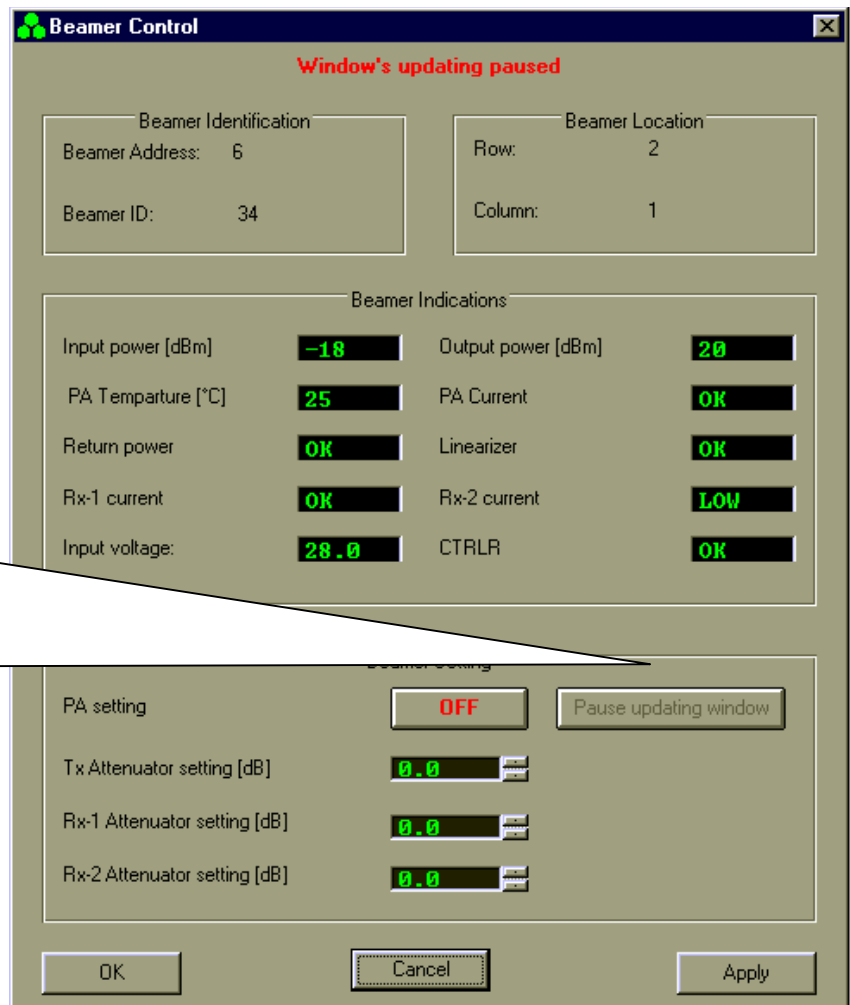 Beamer Control
Window's updating paused
Beamer Identification
Beamer Address: 6
Beamer ID: 34
Beamer Location
Row: 2
Column: 1
Beamer Indications
Input power [dBm] -18 Output power [dBm] 20
PA Temparture [°C] 25 PA Current OK
Return power OK Linearizer OK
Rx-1 current OK Rx-2 current LOW
Input voltage: 28.0 CTRLR OK
PA setting OFF Pause updating window
Tx Attenuator setting [dB] 0.0
Rx-1 Attenuator setting [dB] 0.0
Rx-2 Attenuator setting [dB] 0.0
OK Cancel Apply